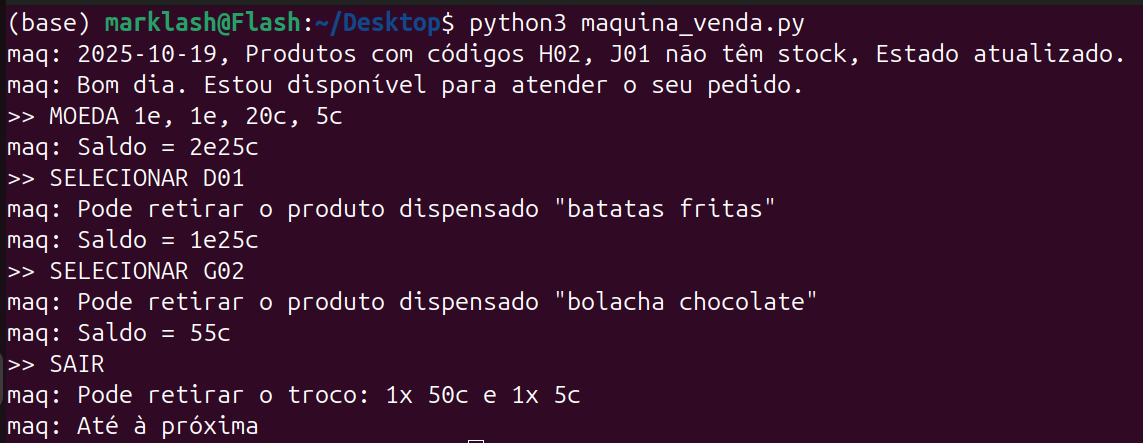 (base) marklash@Flash:~/Desktop$ python3 maquina_venda.py
maq: 2025-10-19, Produtos com códigos H02, J01 não têm stock, Estado atualizado.
maq: Bom dia. Estou disponível para atender o seu pedido.
>> MOEDA 1e, 1e, 20c, 5c
maq: Saldo = 2e25c
>> SELECIONAR D01
maq: Pode retirar o produto dispensado "batatas fritas"
maq: Saldo = 1e25c
>> SELECIONAR G02
maq: Pode retirar o produto dispensado "bolacha chocolate"
maq: Saldo = 55c
>> SAIR
maq: Pode retirar o troco: 1x 50c e 1x 5c
maq: Até à próxima